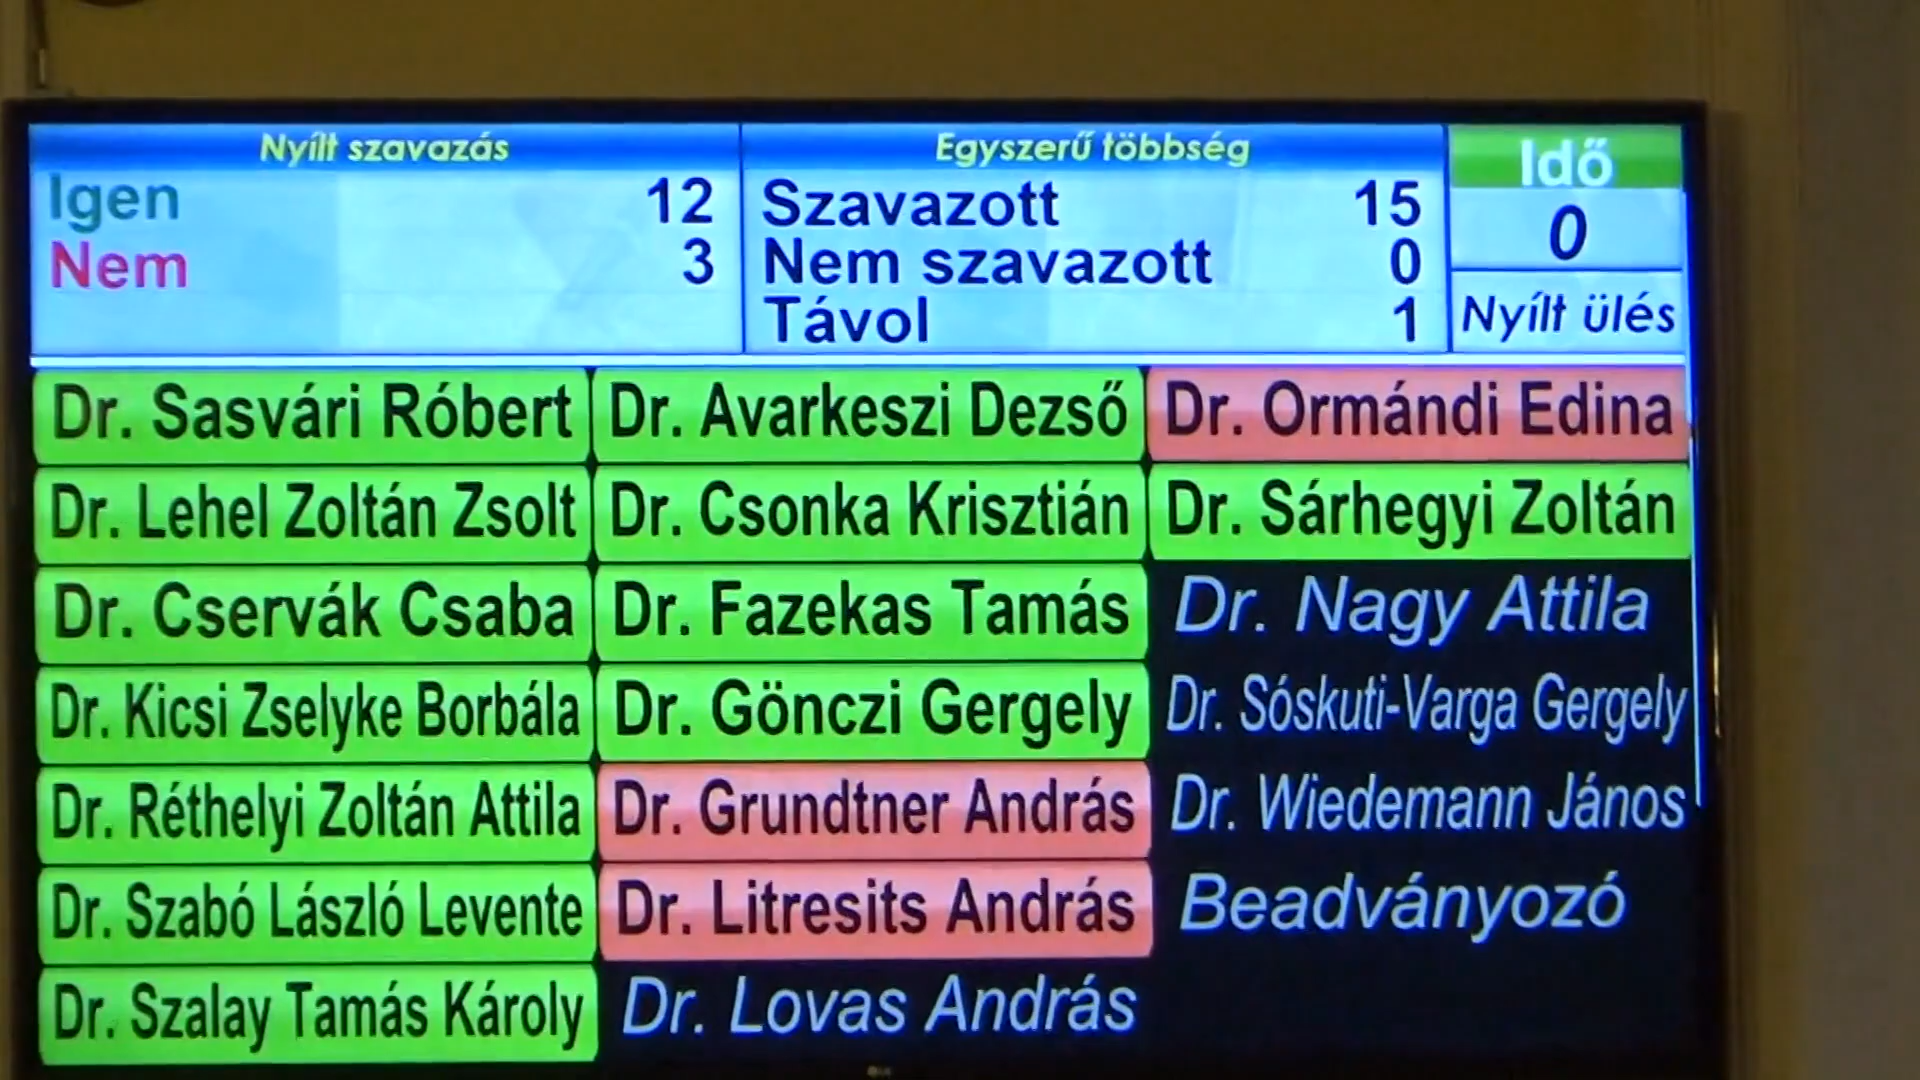 Nyílt szavazás
Igen 12
Nem 3
Egyszerű többség
Szavazott 15
Nem szavazott 0
Távol 1
Idő
0
Nyílt ülés
Dr. Sasvári Róbert
Dr. Lehel Zoltán Zsolt
Dr. Cservák Csaba
Dr. Kicsi Zselyke Borbála
Dr. Réthelyi Zoltán Attila
Dr. Szabó László Levente
Dr. Szalay Tamás Károly
Dr. Avarkeszi Dezső
Dr. Csonka Krisztián
Dr. Fazekas Tamás
Dr. Gönczi Gergely
Dr. Grundtner András
Dr. Litresits András
Dr. Lovas András
Dr. Ormándi Edina
Dr. Sárhegyi Zoltán
Dr. Nagy Attila
Dr. Sóskuti-Varga Gergely
Dr. Wiedemann János
Beadványozó